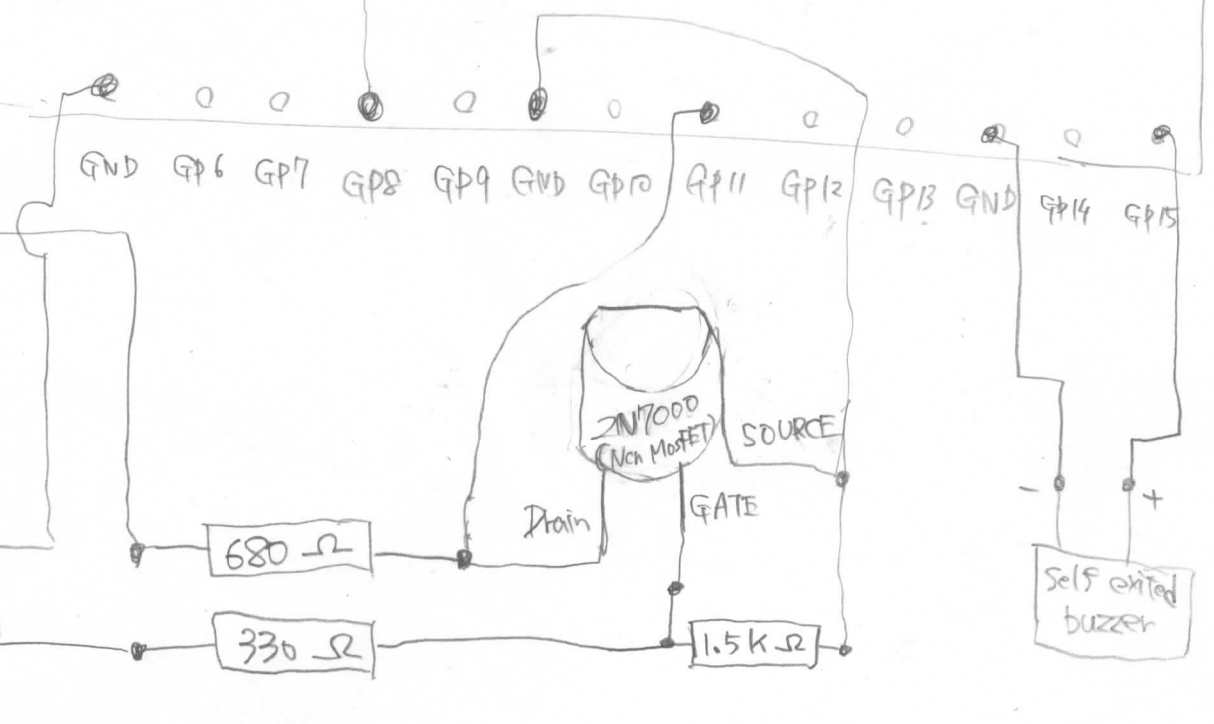 GND GP6 GP7 GP8 GP9 GND GP10 GP11 GP12 GP13 GND GP14 GP15
2N7000
(Nch MosFET)
SOURCE
Drain
GATE
- +
680 Ω
330 Ω
1.5K Ω
Self exited
buzzer